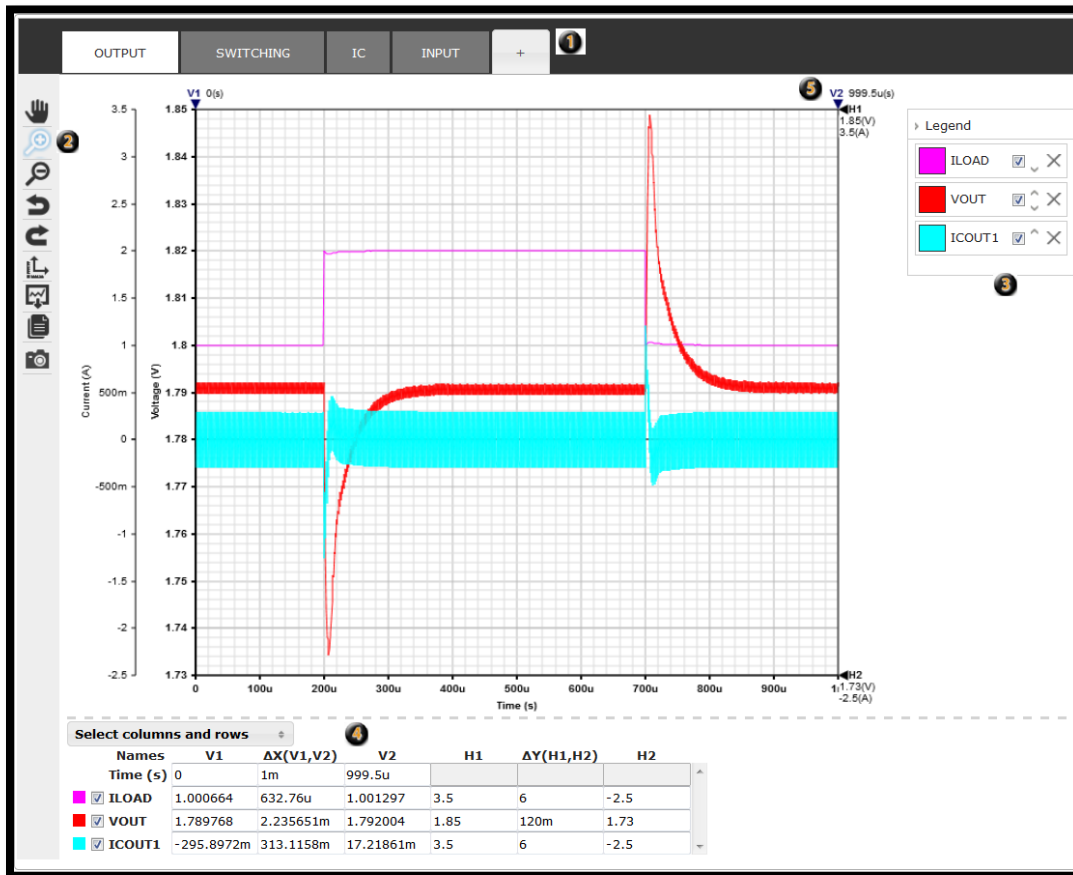 OUTPUT SWITCHING IC INPUT + 1
5
V1 0(s) V2 999.5u(s)
2
H1
1.85(V)
3.5(A)
Legend
ILOAD
VOUT
ICOUT1
3
Current (A)
3.5
3
2.5
2
1.5
1
500m
0
-500m
-1
-1.5
-2
-2.5
Voltage (V)
1.85
1.84
1.83
1.82
1.81
1.8
1.79
1.78
1.77
1.76
1.75
1.74
1.73
H2
1.73(V)
-2.5(A)
0 100u 200u 300u 400u 500u 600u 700u 800u 900u
Time (s)
Select columns and rows 4
Names V1 ΔX(V1,V2) V2 H1 ΔY(H1,H2) H2
Time (s) 0 1m 999.5u
ILOAD 1.000664 632.76u 1.001297 3.5 6 -2.5
VOUT 1.789768 2.235651m 1.792004 1.85 120m 1.73
ICOUT1 -295.8972m 313.1158m 17.21861m 3.5 6 -2.5